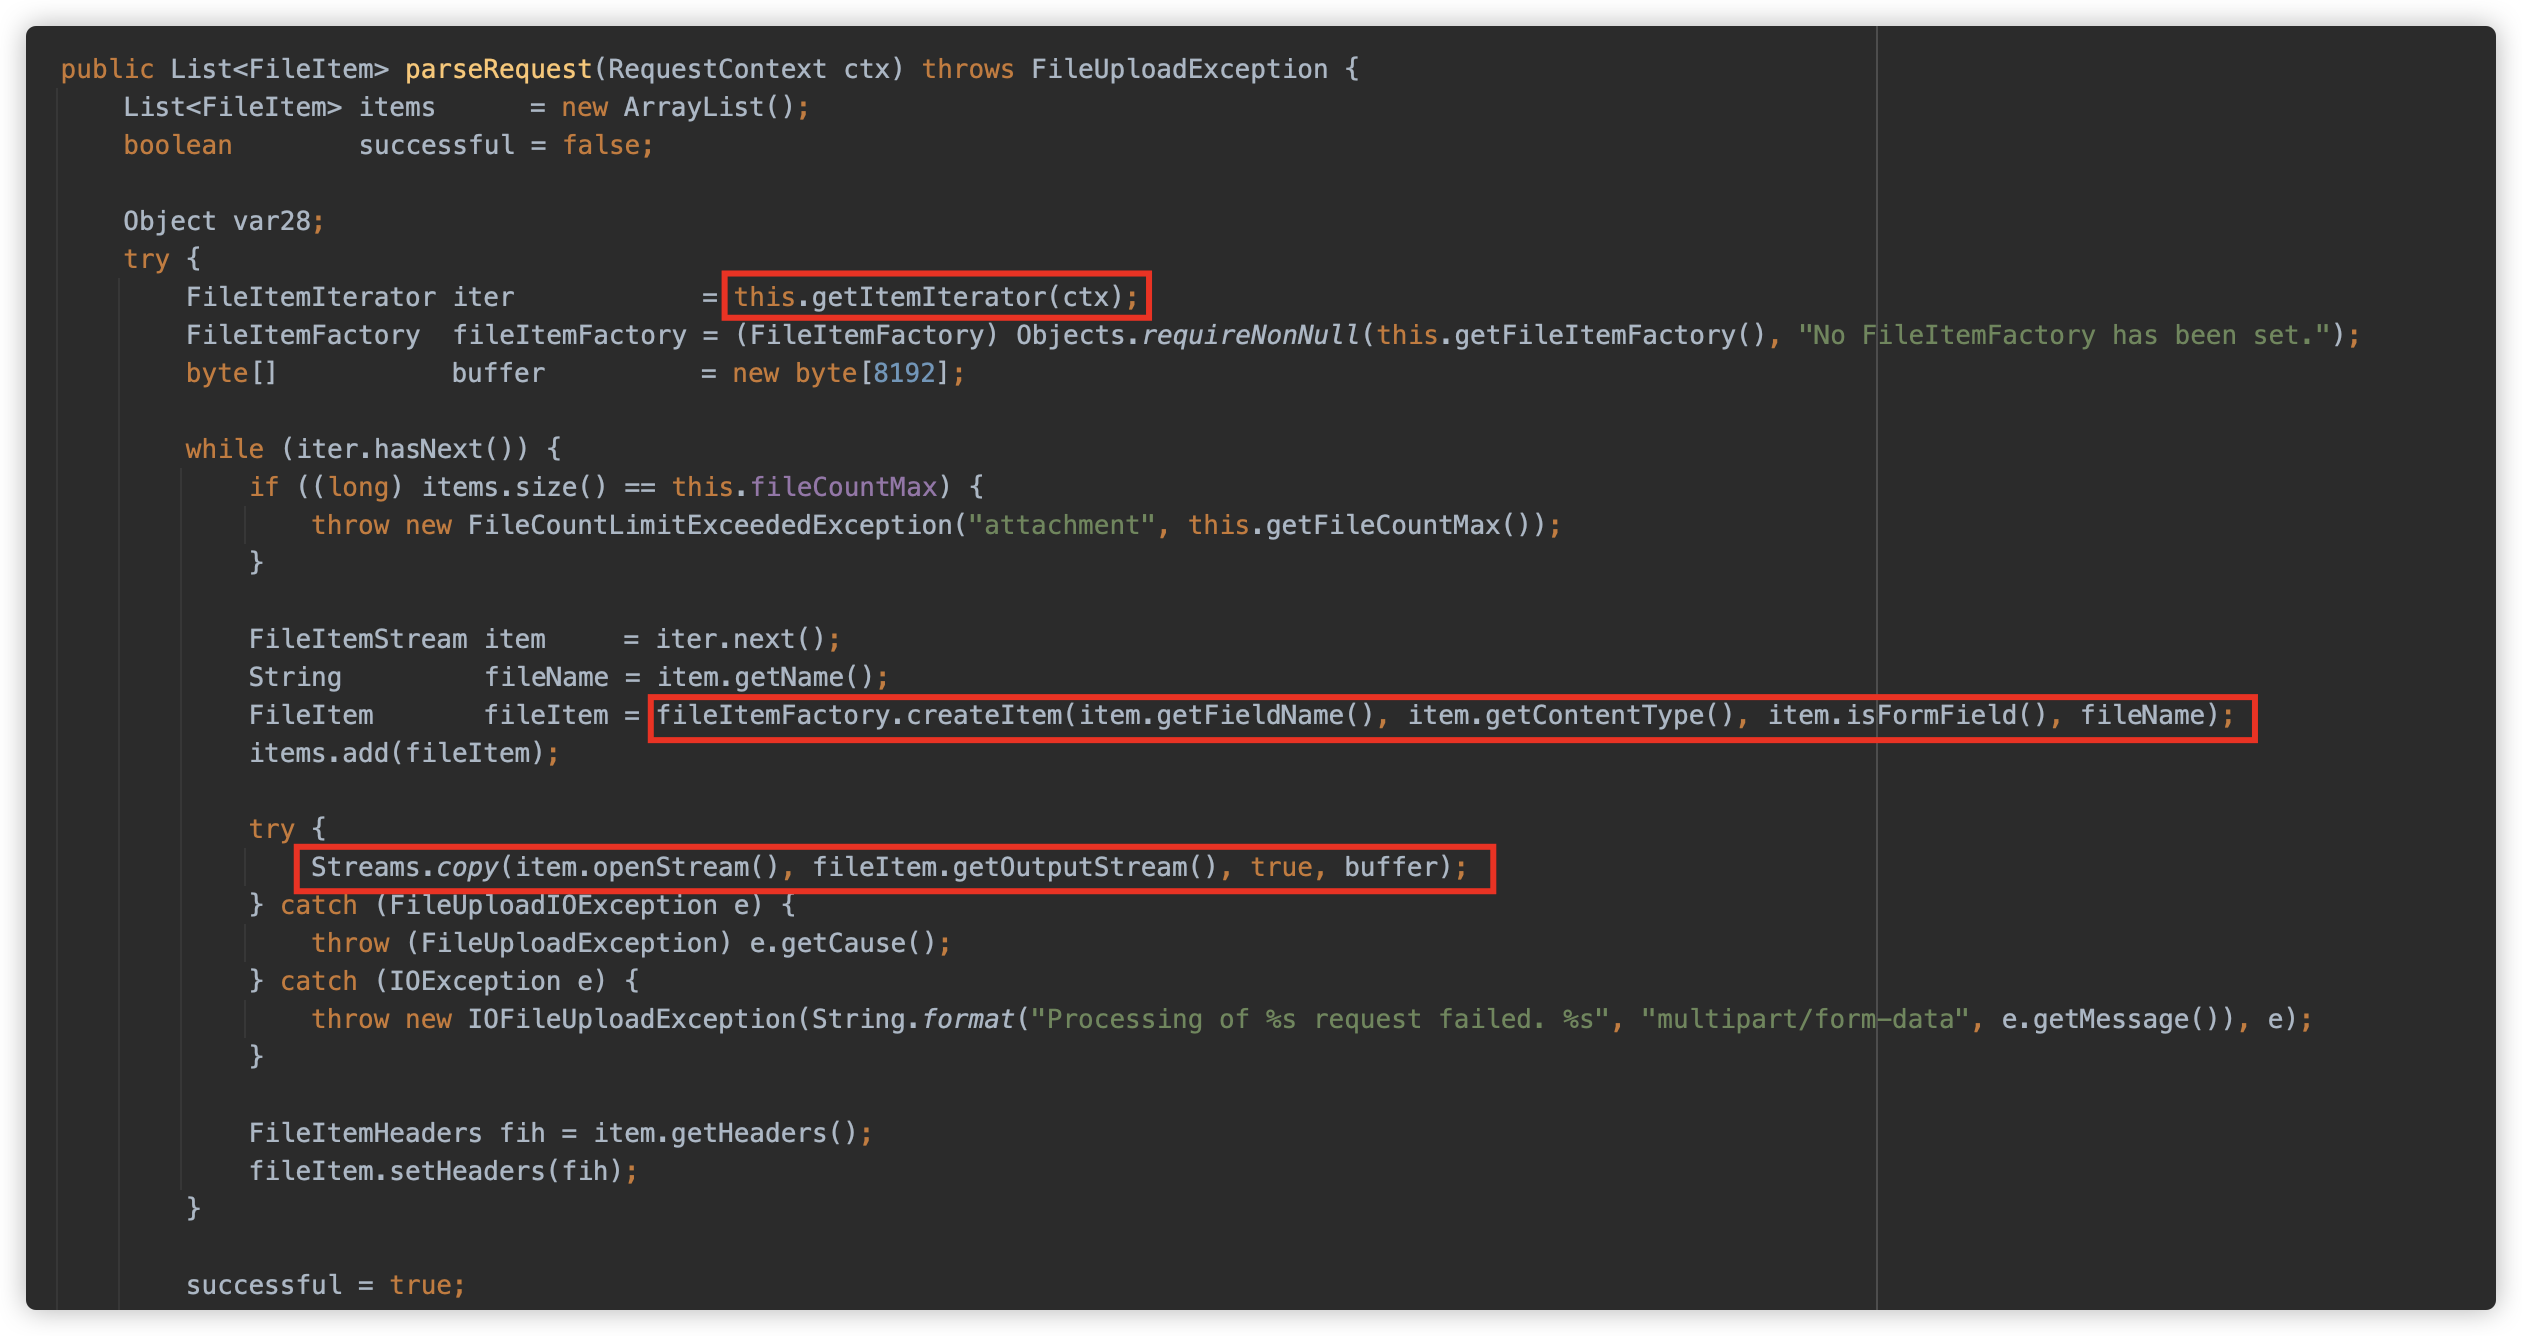 public List<FileItem> parseRequest(RequestContext ctx) throws FileUploadException {
    List<FileItem> items      = new ArrayList();
    boolean        successful = false;

    Object var28;
    try {
        FileItemIterator iter            = this.getItemIterator(ctx);
        FileItemFactory  fileItemFactory = (FileItemFactory) Objects.requireNonNull(this.getFileItemFactory(), "No FileItemFactory has been set.");
        byte[]           buffer          = new byte[8192];

        while (iter.hasNext()) {
            if ((long) items.size() == this.fileCountMax) {
                throw new FileCountLimitExceededException("attachment", this.getFileCountMax());
            }

            FileItemStream item     = iter.next();
            String         fileName = item.getName();
            FileItem       fileItem = fileItemFactory.createItem(item.getFieldName(), item.getContentType(), item.isFormField(), fileName);
            items.add(fileItem);

            try {
                Streams.copy(item.openStream(), fileItem.getOutputStream(), true, buffer);
            } catch (FileUploadIOException e) {
                throw (FileUploadException) e.getCause();
            } catch (IOException e) {
                throw new IOFileUploadException(String.format("Processing of %s request failed. %s", "multipart/form-data", e.getMessage()), e);
            }

            FileItemHeaders fih = item.getHeaders();
            fileItem.setHeaders(fih);
        }

        successful = true;